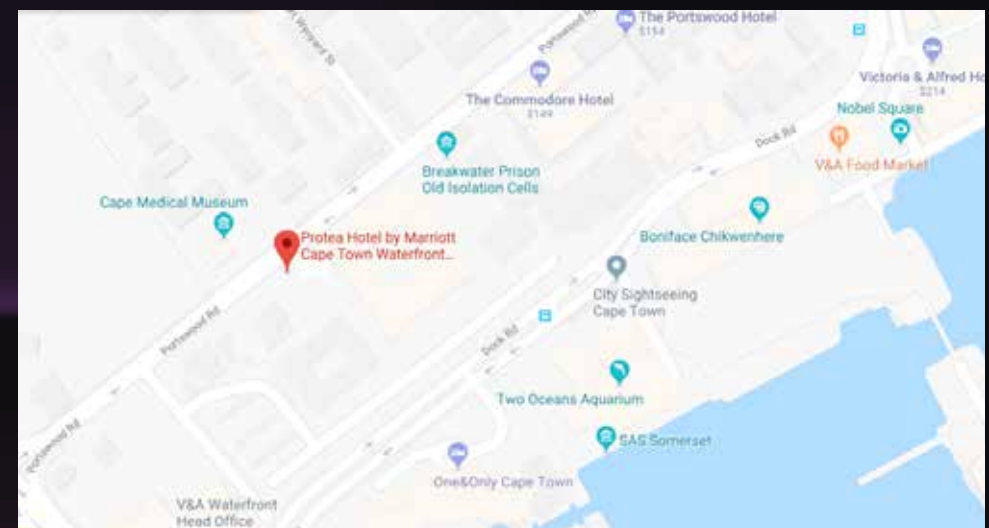 The Portswood Hotel
$154
Portswood Rd
Victoria & Alfred Ho
$214
The Commodore Hotel
$149
Nobel Square
Dock Rd
V&A Food Market
Breakwater Prison
Old Isolation Cells
Cape Medical Museum
Protea Hotel by Marriott
Cape Town Waterfront...
Boniface Chikwenhere
City Sightseeing
Cape Town
Portswood Rd
Dock Rd
Two Oceans Aquarium
SAS Somerset
Portswood Rd
One&Only Cape Town
V&A Waterfront
Head Office